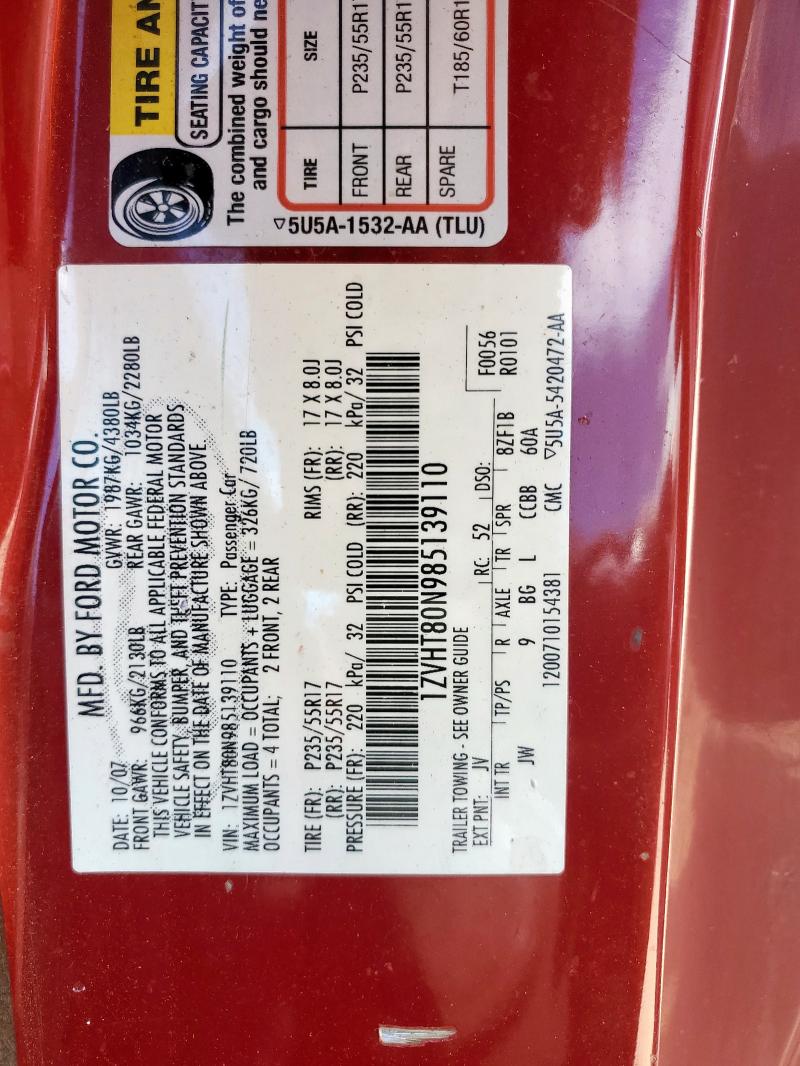 TIRE AN
SEATING CAPACIT
The combined weight of
and cargo should ne
TIRE SIZE
FRONT P235/55R1
REAR P235/55R1
SPARE T185/60R1
▽5U5A-1532-AA (TLU)
MFD. BY FORD MOTOR CO.
DATE: 10/07 GVWR: 1987KG/4380LB
FRONT GAWR: 966KG/2130LB REAR GAWR: 1034KG/2280LB
THIS VEHICLE CONFORMS TO ALL APPLICABLE FEDERAL MOTOR
VEHICLE SAFETY, BUMPER, AND THEFT PREVENTION STANDARDS
IN EFFECT ON THE DATE OF MANUFACTURE SHOWN ABOVE.
VIN: 1ZVHT80N985139110 TYPE: Passenger Car
MAXIMUM LOAD = OCCUPANTS + LUGGAGE = 326KG/ 720LB
OCCUPANTS = 4 TOTAL; 2 FRONT, 2 REAR
TIRE (FR): P235/55R17 RIMS (FR): 17 X 8.0J
(RR): P235/55R17 (RR): 17 X 8.0J
PRESSURE (FR): 220 kPa/ 32 PSI COLD (RR): 220 kPa/ 32 PSI COLD
1ZVHT80N985139110
TRAILER TOWING - SEE OWNER GUIDE F0056
EXT PNT: JV RC: 52 DSO: R0101
INT TR TP/PS R AXLE TR SPR 8ZF1B
JW 9 BG L CCBB 60A
1200710154381 CMC ▽5U5A-5420472-AA